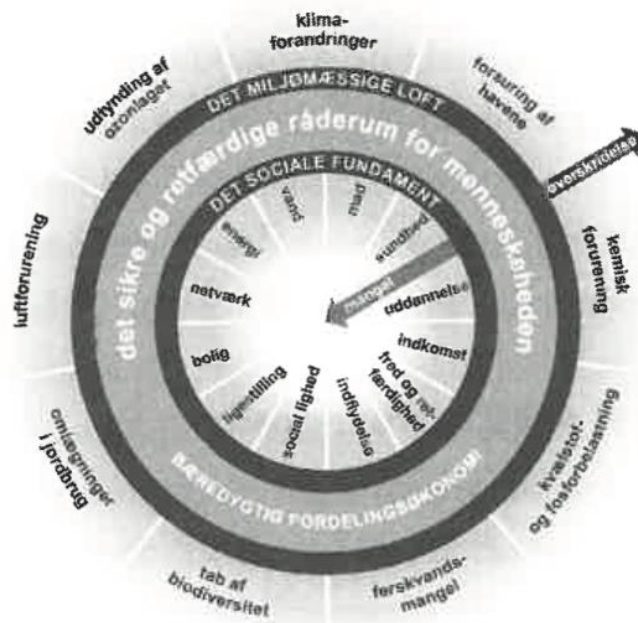 klima-
forandringer
forsuring af
havene
overskridelse
kemisk
forurening
kvælstof-
og fosforbelastning
ferskvands-
mangel
tab af
biodiversitet
omlægninger
i jordbrug
luftforurening
udtynding af
ozonlaget
DET MILJØMÆSSIGE LOFT
det sikre og retfærdige råderum for menneskeheden
DET SOCIALE FUNDAMENT
vand
mad
sundhed
mangel
uddannelse
indkomst
fred og ret-
færdighed
indflydelse
social lighed
ligestilling
bolig
netværk
energi
BÆREDYGTIG FORDELINGSØKONOMI